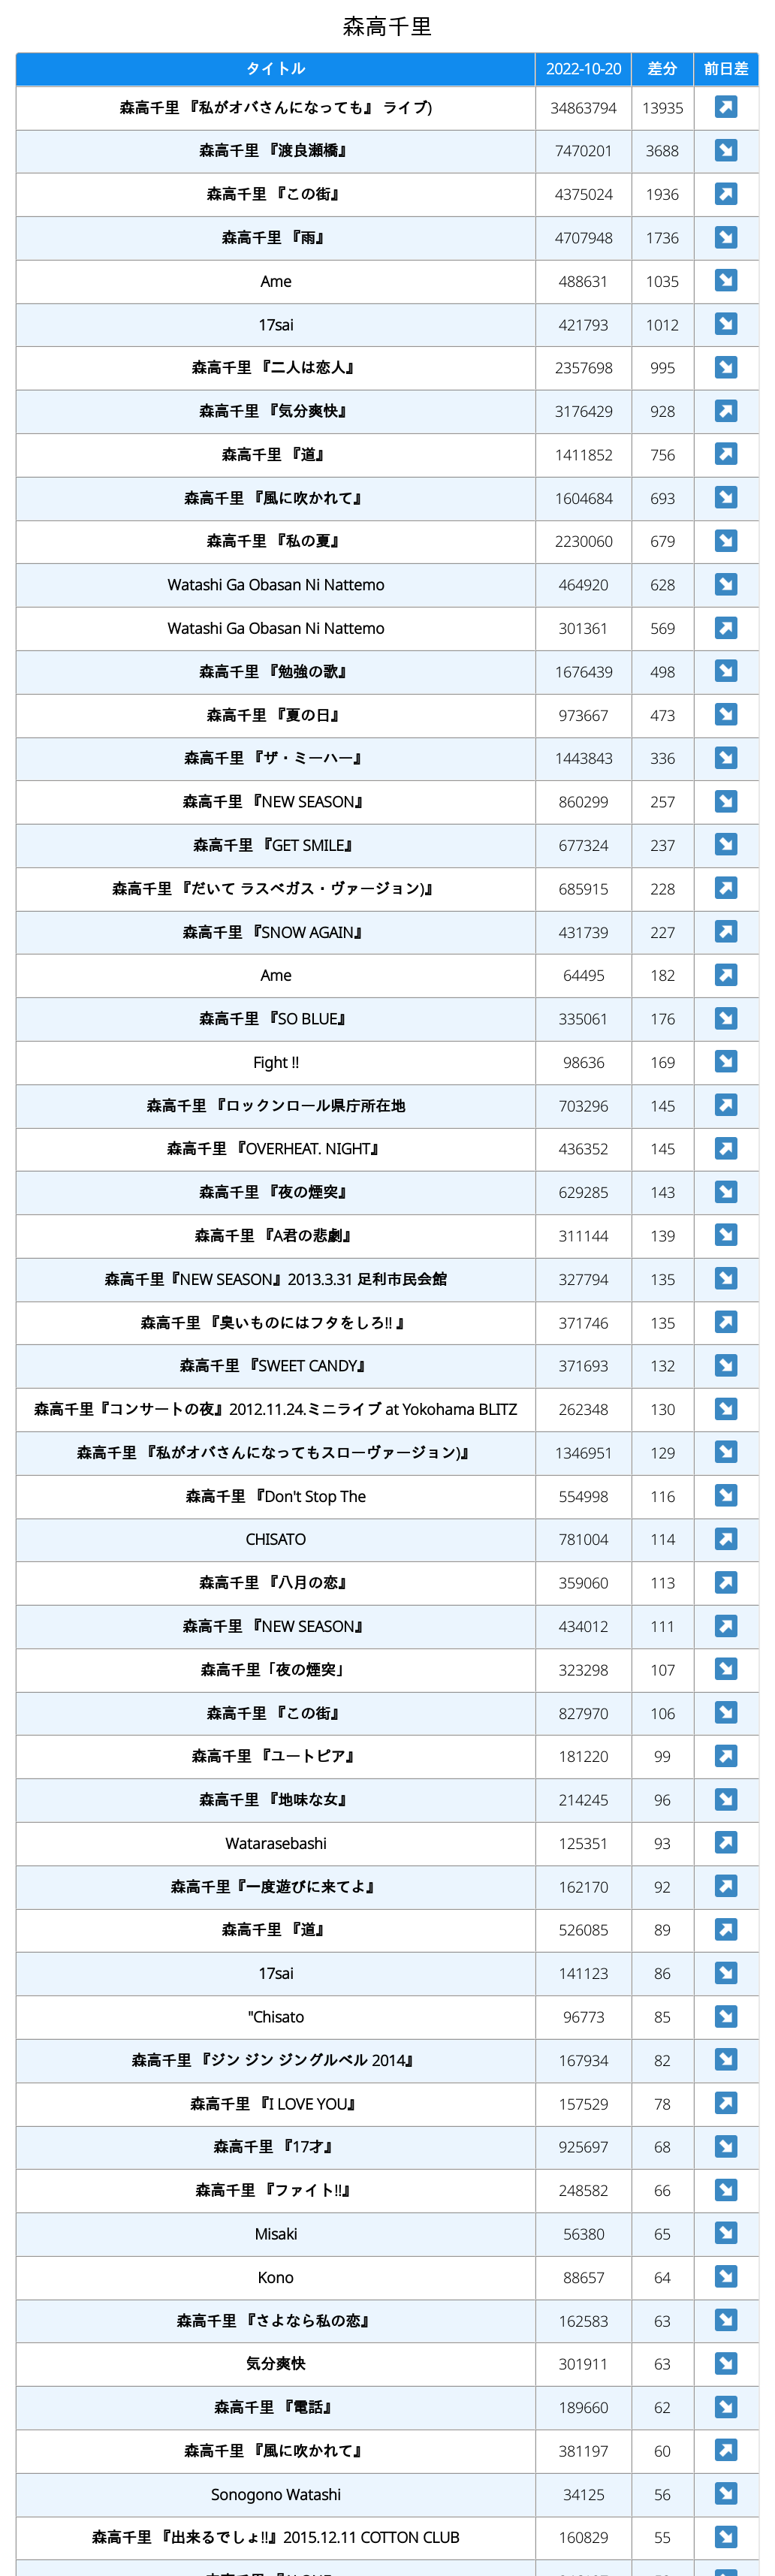 森高千里
タイトル 2022-10-20 差分 前日差
森高千里 『私がオバさんになっても』 ライブ) 34863794 13935
森高千里 『渡良瀬橋』 7470201 3688
森高千里 『この街』 4375024 1936
森高千里 『雨』 4707948 1736
Ame 488631 1035
17sai 421793 1012
森高千里 『二人は恋人』 2357698 995
森高千里 『気分爽快』 3176429 928
森高千里 『道』 1411852 756
森高千里 『風に吹かれて』 1604684 693
森高千里 『私の夏』 2230060 679
Watashi Ga Obasan Ni Nattemo 464920 628
Watashi Ga Obasan Ni Nattemo 301361 569
森高千里 『勉強の歌』 1676439 498
森高千里 『夏の日』 973667 473
森高千里 『ザ・ミーハー』 1443843 336
森高千里 『NEW SEASON』 860299 257
森高千里 『GET SMILE』 677324 237
森高千里 『だいて ラスベガス・ヴァージョン)』 685915 228
森高千里 『SNOW AGAIN』 431739 227
Ame 64495 182
森高千里 『SO BLUE』 335061 176
Fight !! 98636 169
森高千里 『ロックンロール県庁所在地 703296 145
森高千里 『OVERHEAT. NIGHT』 436352 145
森高千里 『夜の煙突』 629285 143
森高千里 『A君の悲劇』 311144 139
森高千里『NEW SEASON』2013.3.31 足利市民会館 327794 135
森高千里 『臭いものにはフタをしろ!! 』 371746 135
森高千里 『SWEET CANDY』 371693 132
森高千里『コンサートの夜』2012.11.24.ミニライブ at Yokohama BLITZ 262348 130
森高千里 『私がオバさんになってもスローヴァージョン)』 1346951 129
森高千里 『Don't Stop The 554998 116
CHISATO 781004 114
森高千里 『八月の恋』 359060 113
森高千里 『NEW SEASON』 434012 111
森高千里「夜の煙突」 323298 107
森高千里 『この街』 827970 106
森高千里 『ユートピア』 181220 99
森高千里 『地味な女』 214245 96
Watarasebashi 125351 93
森高千里『一度遊びに来てよ』 162170 92
森高千里 『道』 526085 89
17sai 141123 86
"Chisato 96773 85
森高千里 『ジン ジン ジングルベル 2014』 167934 82
森高千里 『I LOVE YOU』 157529 78
森高千里 『17才』 925697 68
森高千里 『ファイト!!』 248582 66
Misaki 56380 65
Kono 88657 64
森高千里 『さよなら私の恋』 162583 63
気分爽快 301911 63
森高千里 『電話』 189660 62
森高千里 『風に吹かれて』 381197 60
Sonogono Watashi 34125 56
森高千里 『出来るでしょ!!』2015.12.11 COTTON CLUB 160829 55